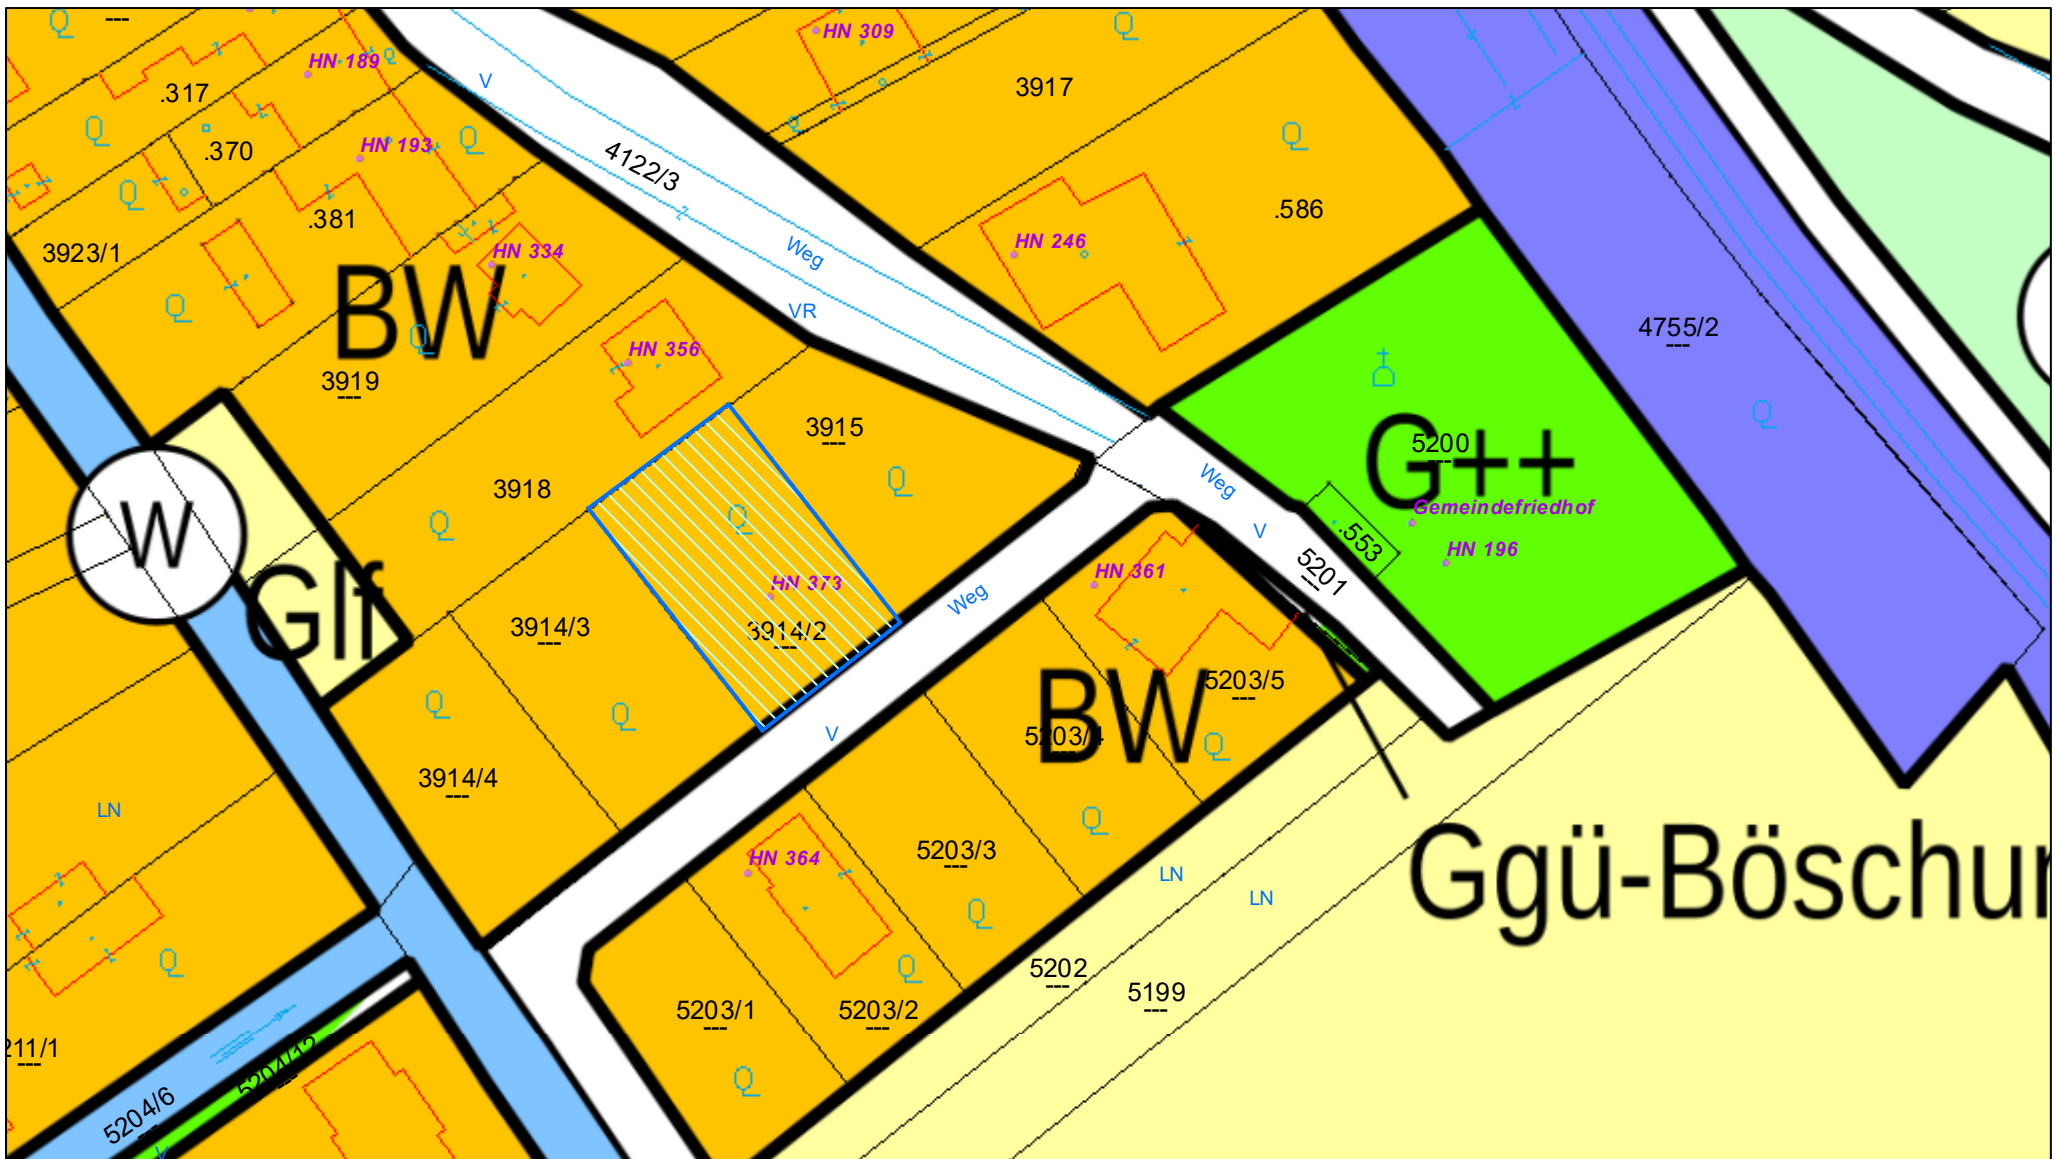 HN 309
HN 189
V
3917
.317
4122/3
HN 193
.370
.586
.381
3923/1
HN 246
Weg
HN 334
BW
VR
4755/2
HN 356
3919
3915
G++
5200
3918
Weg
Gemeindefriedhof
W
V
.553
HN 196
5201
HN 361
HN 373
Weg
Glf
3914/3
3914/2
BW
5203/5
V
5203/4
3914/4
LN
5203/3
HN 364
LN
LN
Ggü-Böschur
5202
5199
5203/1
5203/2
211/1
5204/12
5204/6
V